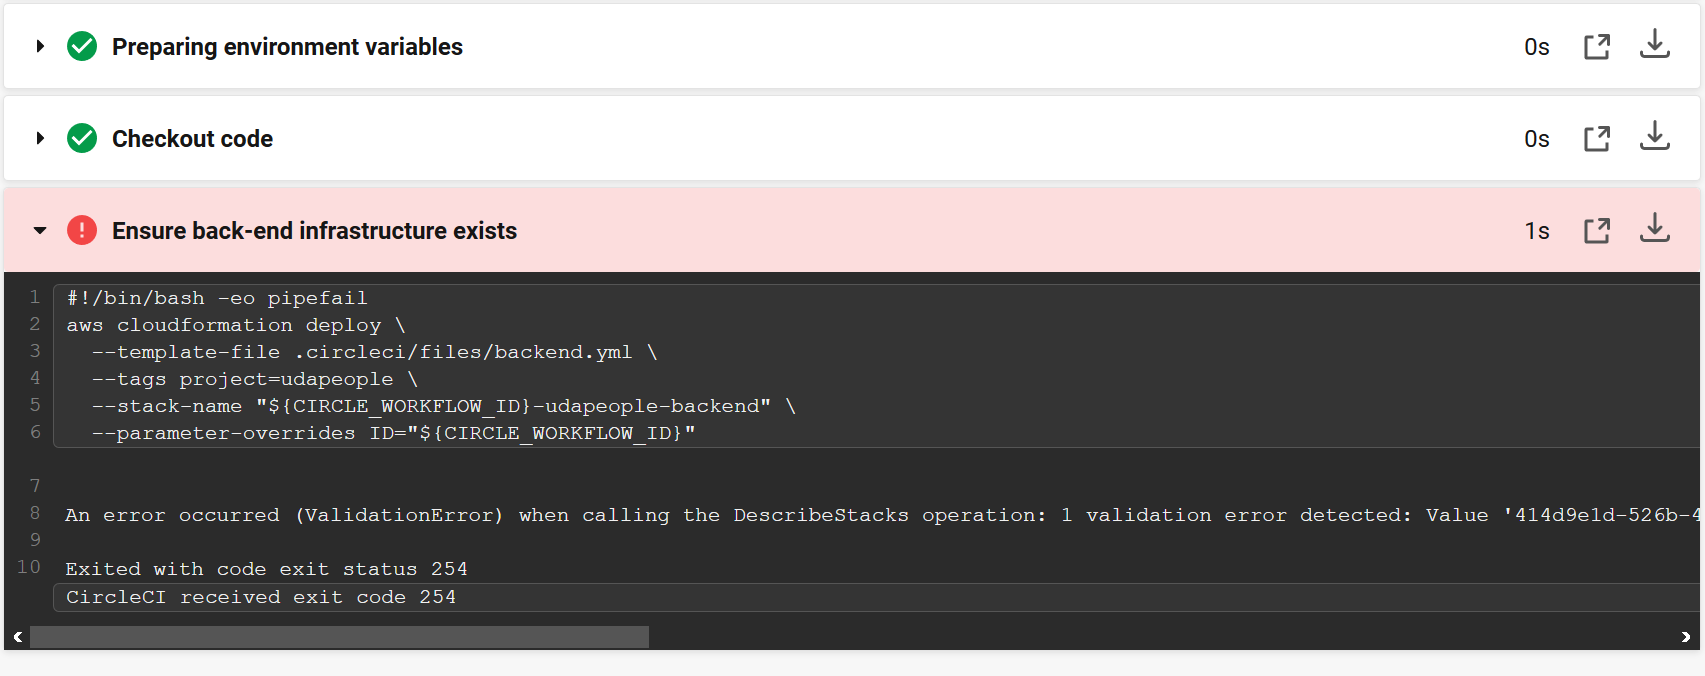 Preparing environment variables 0s
Checkout code 0s
Ensure back-end infrastructure exists 1s
1 #!/bin/bash -eo pipefail
2 aws cloudformation deploy \
3 --template-file .circleci/files/backend.yml \
4 --tags project=udapeople \
5 --stack-name "${CIRCLE_WORKFLOW_ID}-udapeople-backend" \
6 --parameter-overrides ID="${CIRCLE_WORKFLOW_ID}"
7
8 An error occurred (ValidationError) when calling the DescribeStacks operation: 1 validation error detected: Value '414d9e1d-526b-4
9
10 Exited with code exit status 254
CircleCI received exit code 254